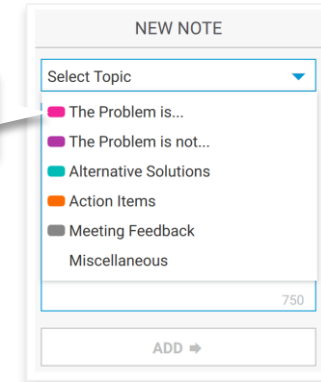 NEW NOTE
Select Topic
The Problem is...
The Problem is not...
Alternative Solutions
Action Items
Meeting Feedback
Miscellaneous
750
ADD